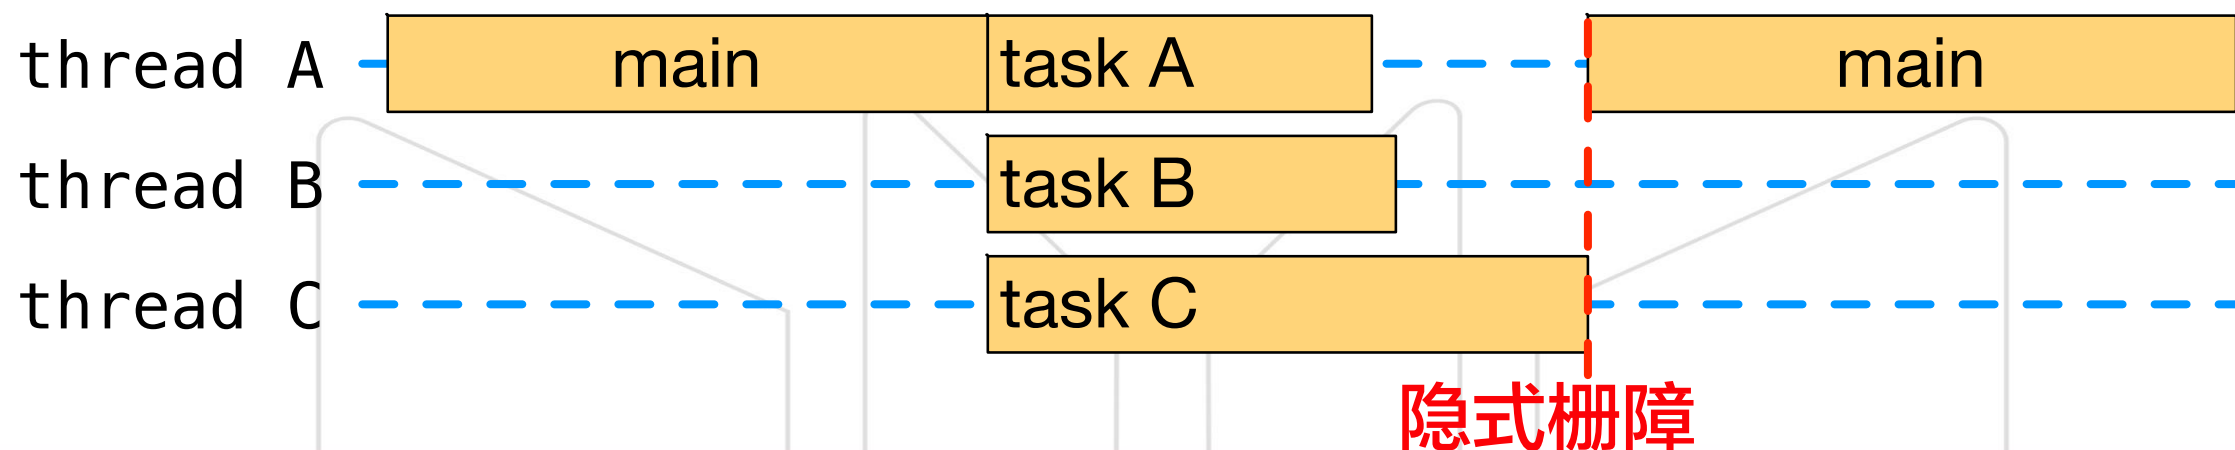 thread A main task A main
thread B task B
thread C task C
隐式栅障